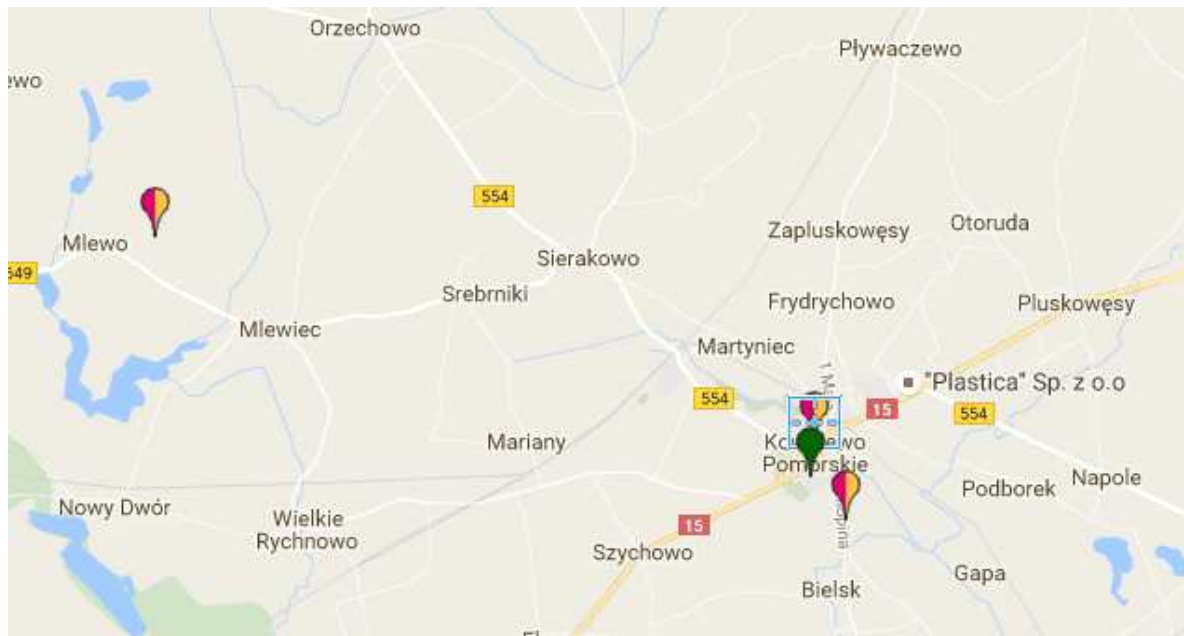 Orzechowo
Pływaczewo
ewo
554
Otoruda
Zapluskowęsy
Mlewo
Sierakowo
549
Srebrniki
Frydrychowo
Pluskowęsy
Mlewiec
Martyniec
"Plastica" Sp. z o.o
554
15
554
Mariany
Pomorskie
Napole
Podborek
Nowy Dwór
Wielkie
Rychnowo
15
Szychowo
Gapa
Bielsk